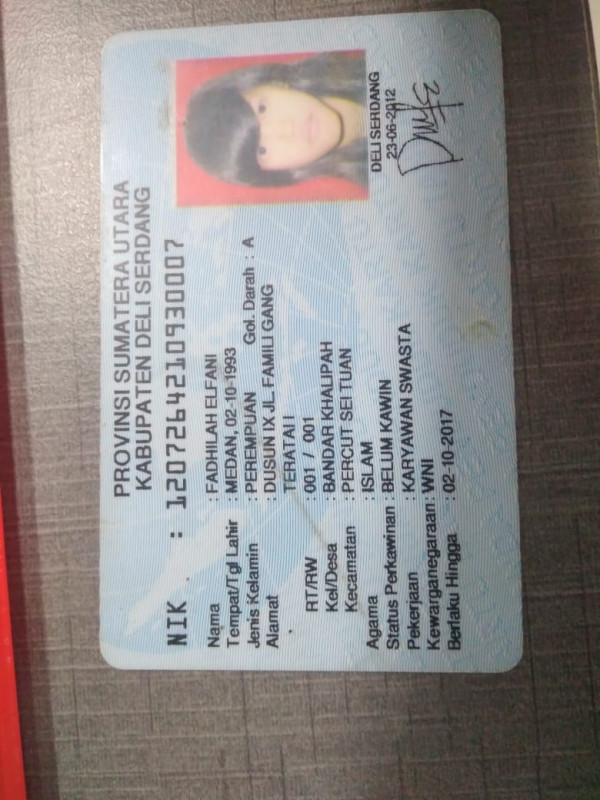 PROVINSI SUMATERA UTARA
KABUPATEN DELI SERDANG
NIK : 1207264210930007
Nama : FADHILAH ELFANI
Tempat/Tgl Lahir : MEDAN, 02-10-1993
Jenis Kelamin : PEREMPUAN Gol. Darah : A
Alamat : DUSUN IX JL. FAMILI GANG
TERATAI I
RT/RW : 001 / 001
Kel/Desa : BANDAR KHALIPAH
Kecamatan : PERCUT SEI TUAN
Agama : ISLAM
Status Perkawinan : BELUM KAWIN
Pekerjaan : KARYAWAN SWASTA
Kewarganegaraan : WNI
Berlaku Hingga : 02-10-2017
DELI SERDANG
23-06-2012